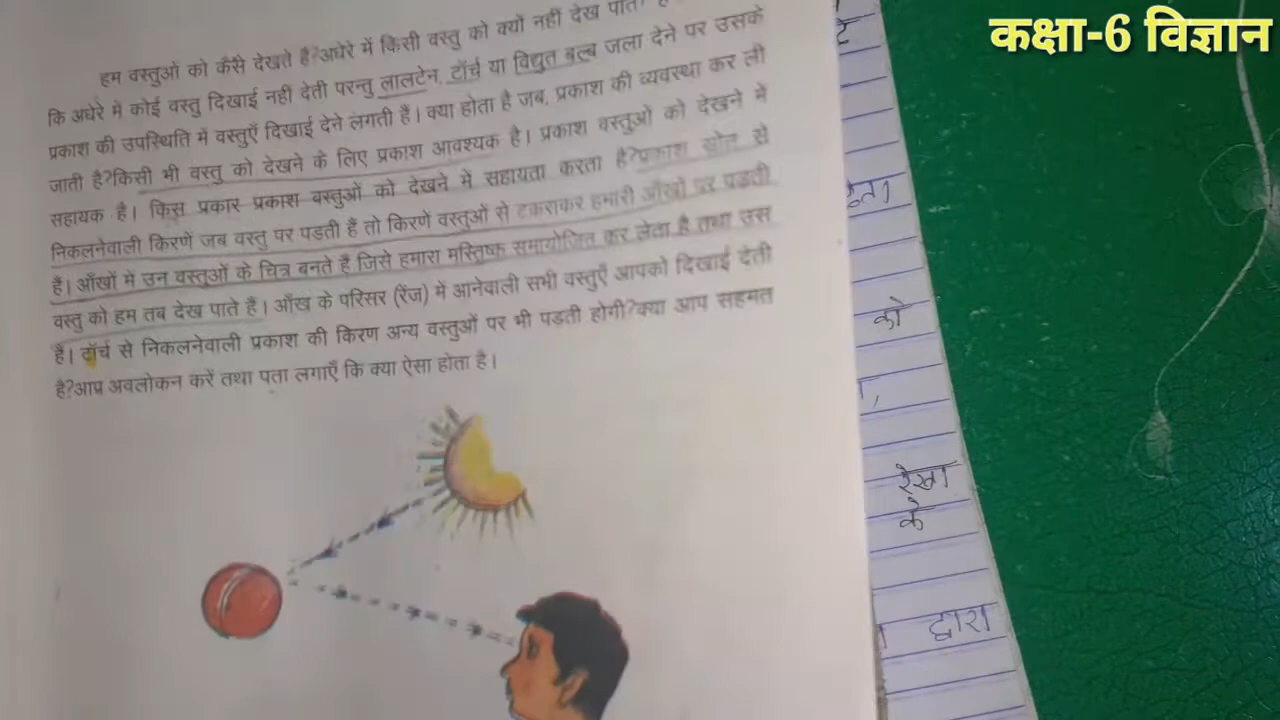 कक्षा-6 विज्ञान
हम वस्तुओं को कैसे देखते है?अंधेरे में किसी वस्तु को क्यों नहीं देख पाते
कि अंधेरे में कोई वस्तु दिखाई नहीं देती परन्तु लालटेन, टॉर्च या विद्युत बल्ब जला देने पर उसके
प्रकाश की उपस्थिति में वस्तुएँ दिखाई देने लगती हैं। क्या होता है जब, प्रकाश की व्यवस्था कर ली
जाती है?किसी भी वस्तु को देखने के लिए प्रकाश आवश्यक है। प्रकाश वस्तुओं को देखने में
सहायक है। किस प्रकार प्रकाश वस्तुओं को देखने में सहायता करता है?प्रकाश स्रोत से
निकलनेवाली किरणें जब वस्तु पर पडती हैं तो किरणें वस्तुओं से टकराकर हमारी आँखों पर पडती
हैं। आँखों में उन वस्तुओं के चित्र बनते हैं जिसे हमारा मस्तिष्क समायोजित कर लेता है तथा उस
वस्तु को हम तब देख पाते हैं। आँख के परिसर (रेंज) में आनेवाली सभी वस्तुएँ आपको दिखाई देती
हैं। टॉर्च से निकलनेवाली प्रकाश की किरण अन्य वस्तुओं पर भी पडती होगी?क्या आप सहमत
है?आप अवलोकन करें तथा पता लगाएँ कि क्या ऐसा होता है।
को
रेखा
के
द्वारा